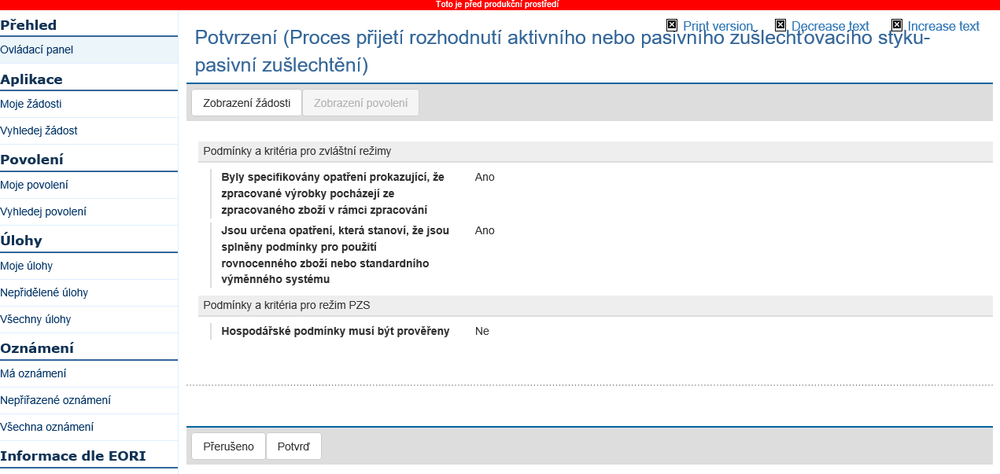 Toto je před produkční prostředí
Přehled
Ovládací panel
Aplikace
Moje žádosti
Vyhledej žádost
Povolení
Moje povolení
Vyhledej povolení
Úlohy
Moje úlohy
Nepřidělené úlohy
Všechny úlohy
Oznámení
Má oznámení
Nepřiřazené oznámení
Všechna oznámení
Informace dle EORI
Print version Decrease text Increase text
Potvrzení (Proces přijetí rozhodnutí aktivního nebo pasivního zušlechťovacího styku-
pasivní zušlechtění)
Zobrazení žádosti Zobrazení povolení
Podmínky a kritéria pro zvláštní režimy
Byly specifikovány opatření prokazující, že Ano
zpracované výrobky pocházejí ze
zpracovaného zboží v rámci zpracování
Jsou určena opatření, která stanoví, že jsou Ano
splněny podmínky pro použití
rovnocenného zboží nebo standardního
výměnného systému
Podmínky a kritéria pro režim PZS
Hospodářské podmínky musí být prověřeny Ne
Přerušeno Potvrď